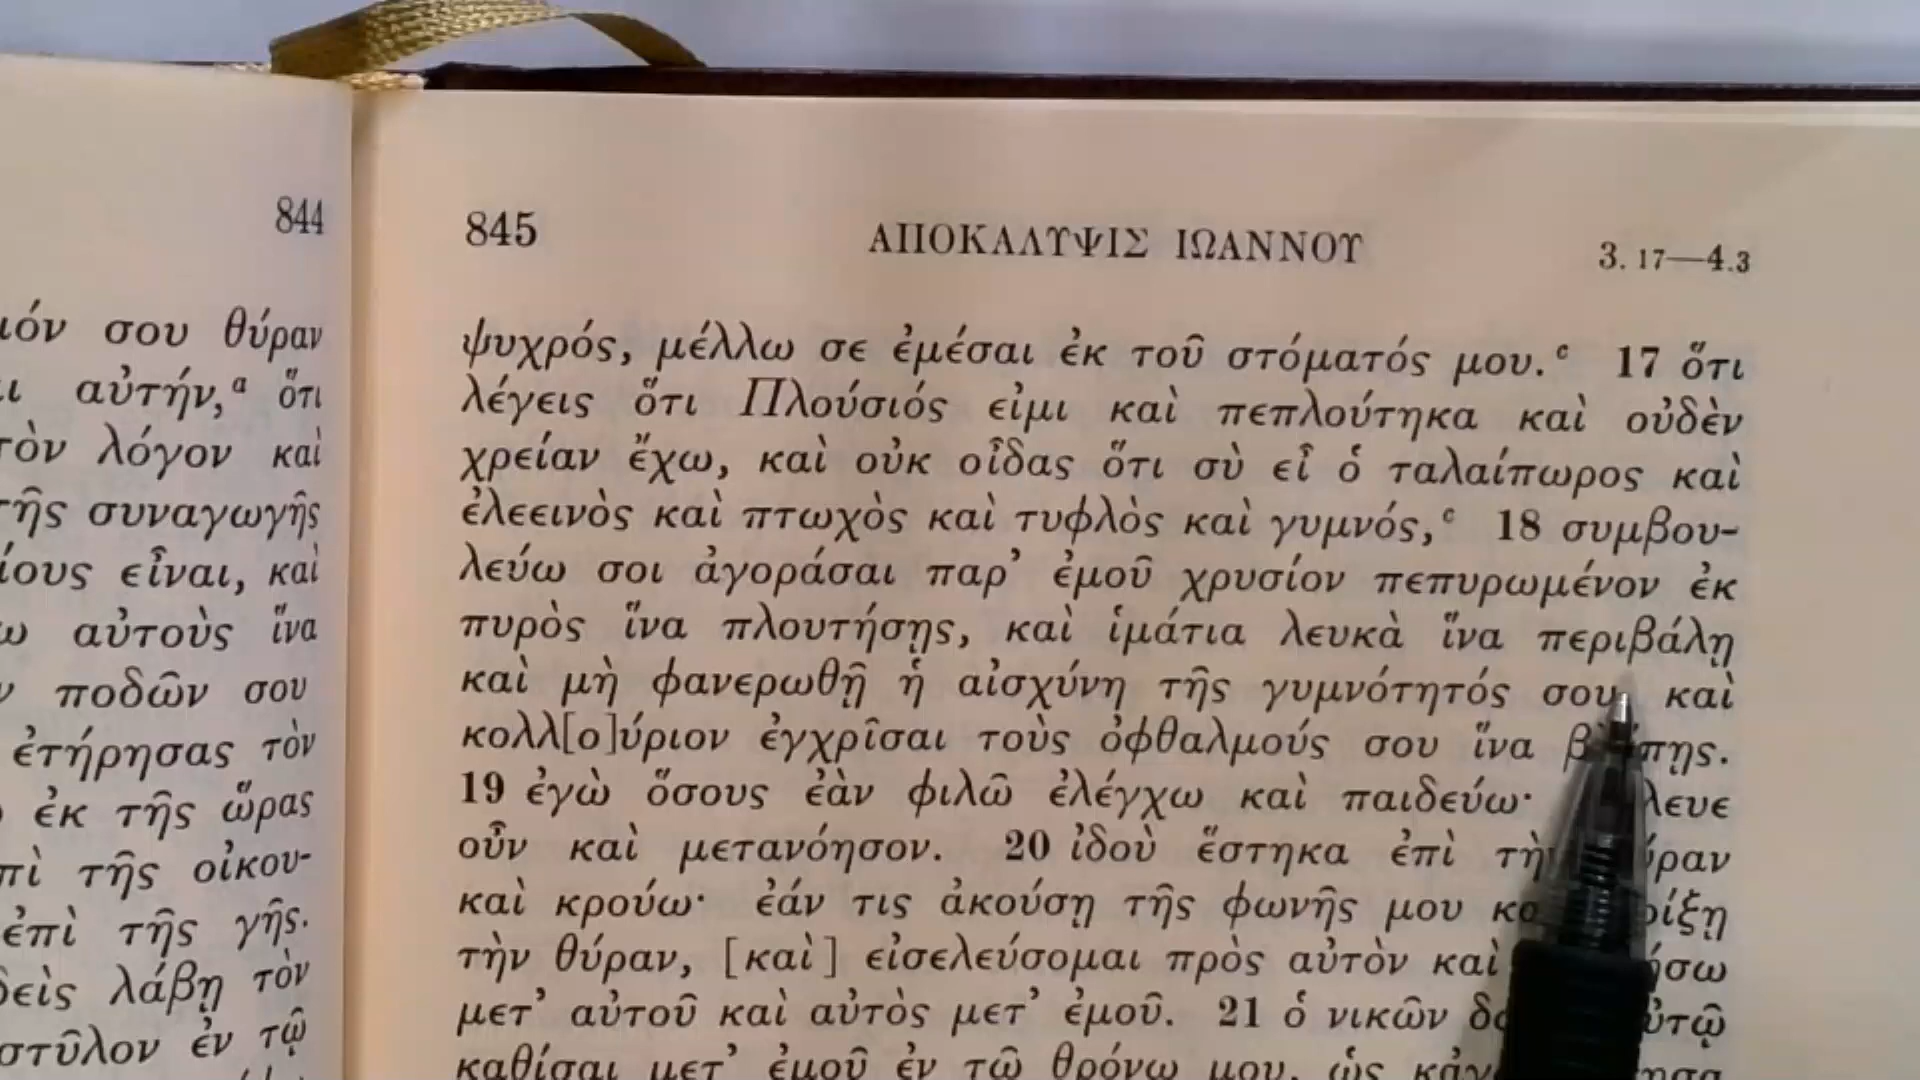 844
ιόν σου θύραν
αὐτήν,ᵃ ὅτι
τὸν λόγον καὶ
τῆς συναγωγῆς
εἶναι, καὶ
αὐτοὺς ἵνα
ποδῶν σου
ἐτήρησας τὸν
ἐκ τῆς ὥρας
τῆς οἰκου-
ἐπὶ τῆς γῆς.
λάβῃ τὸν
στῦλον ἐν τῷ
845 ΑΠΟΚΑΛΥΨΙΣ ΙΩΑΝΝΟΥ 3. 17—4.3
ψυχρός, μέλλω σε ἐμέσαι ἐκ τοῦ στόματός μου.ᶜ 17 ὅτι
λέγεις ὅτι Πλούσιός εἰμι καὶ πεπλούτηκα καὶ οὐδὲν
χρείαν ἔχω, καὶ οὐκ οἶδας ὅτι σὺ εἶ ὁ ταλαίπωρος καὶ
ἐλεεινὸς καὶ πτωχὸς καὶ τυφλὸς καὶ γυμνός,ᶜ 18 συμβου-
λεύω σοι ἀγοράσαι παρ’ ἐμοῦ χρυσίον πεπυρωμένον ἐκ
πυρὸς ἵνα πλουτήσῃς, καὶ ἱμάτια λευκὰ ἵνα περιβάλῃ
καὶ μὴ φανερωθῇ ἡ αἰσχύνη τῆς γυμνότητός σου, καὶ
κολλ[ο]ύριον ἐγχρῖσαι τοὺς ὀφθαλμούς σου ἵνα
19 ἐγὼ ὅσους ἐὰν φιλῶ ἐλέγχω καὶ παιδεύω·
οὖν καὶ μετανόησον. 20 ἰδοὺ ἕστηκα ἐπὶ
καὶ κρούω· ἐάν τις ἀκούσῃ τῆς φωνῆς μου
τὴν θύραν, [καὶ] εἰσελεύσομαι πρὸς αὐτὸν καὶ
μετ’ αὐτοῦ καὶ αὐτὸς μετ’ ἐμοῦ. 21 ὁ νικῶν
καθίσαι μετ’ ἐμοῦ ἐν τῷ θρόνῳ μου, ὡς